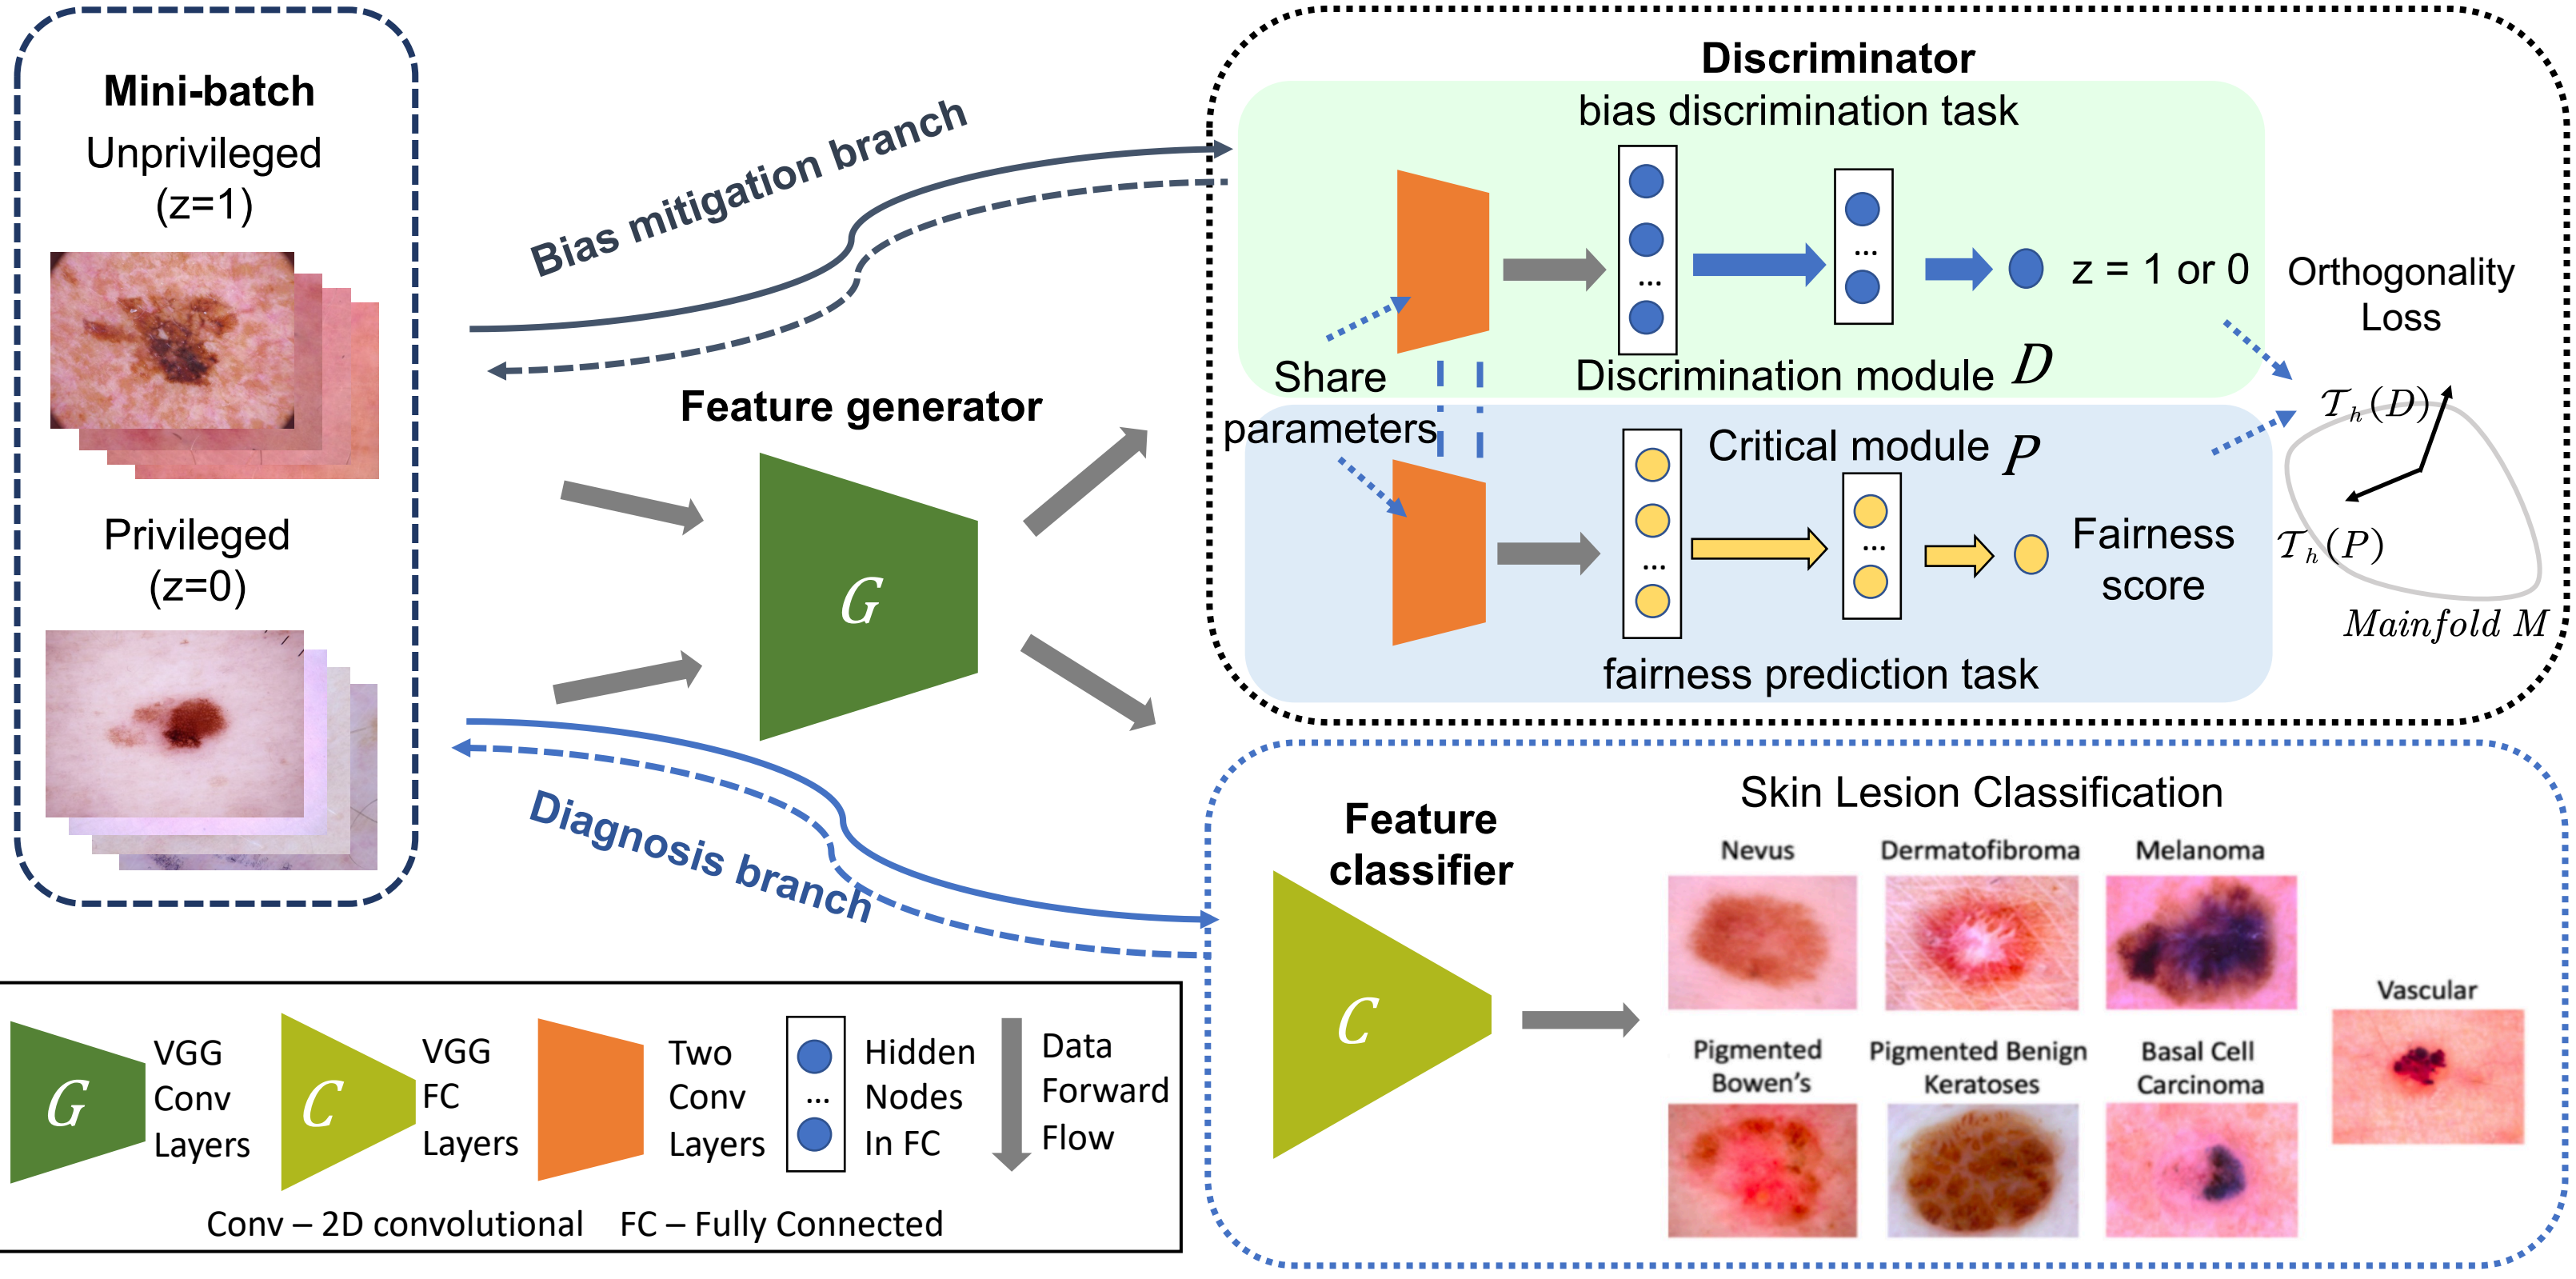 Mini-batch
Unprivileged
(z=1)
Privileged
(z=0)
Bias mitigation branch
Feature generator
G
Diagnosis branch
Discriminator
bias discrimination task
...
...
z = 1 or 0
Discrimination module D
Share
parameters
Critical module P
...
...
Fairness
score
fairness prediction task
Orthogonality
Loss
𝒯h(D)
𝒯h(P)
Mainfold M
Feature
classifier
C
Skin Lesion Classification
Nevus
Dermatofibroma
Melanoma
Vascular
Pigmented
Bowen's
Pigmented Benign
Keratoses
Basal Cell
Carcinoma
G
VGG
Conv
Layers
C
VGG
FC
Layers
Two
Conv
Layers
...
Hidden
Nodes
In FC
Data
Forward
Flow
Conv – 2D convolutional FC – Fully Connected